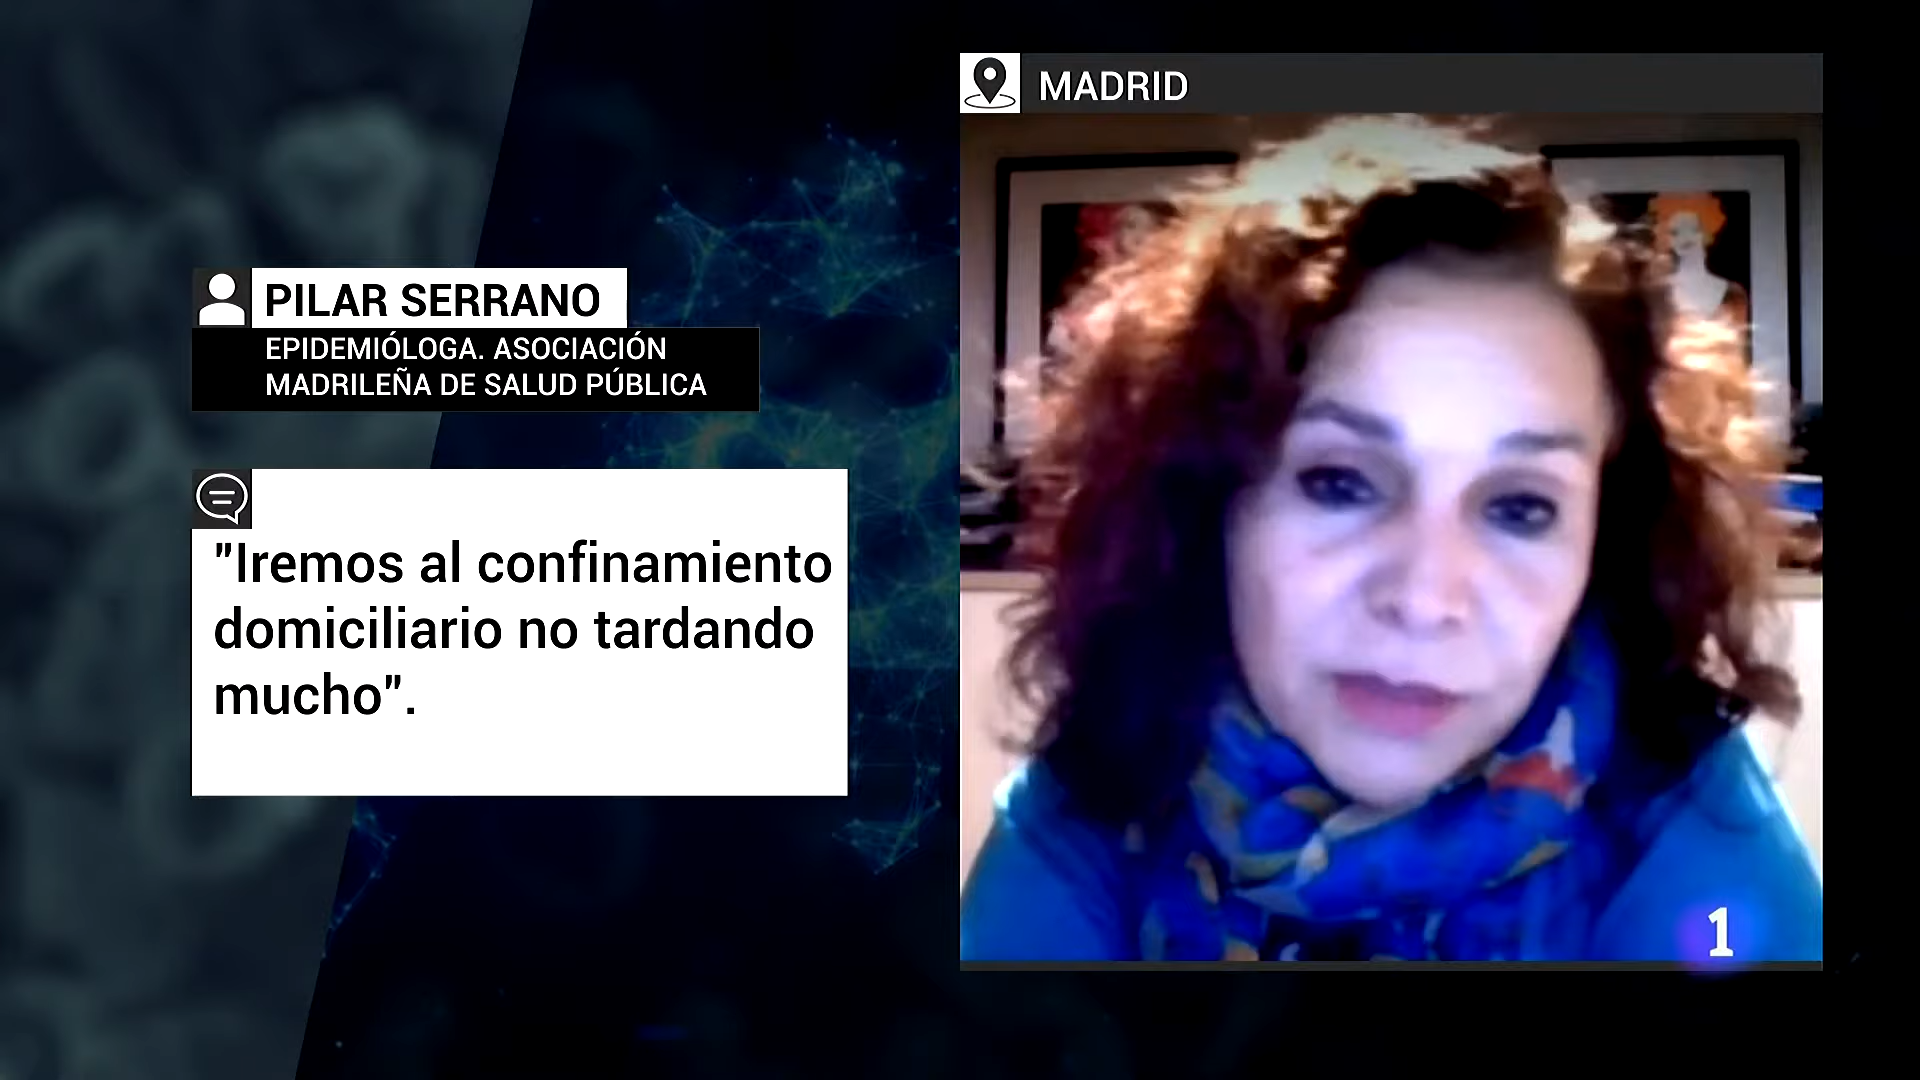 MADRID
PILAR SERRANO
EPIDEMIÓLOGA. ASOCIACIÓN
MADRILEÑA DE SALUD PÚBLICA
"Iremos al confinamiento
domiciliario no tardando
mucho".
1